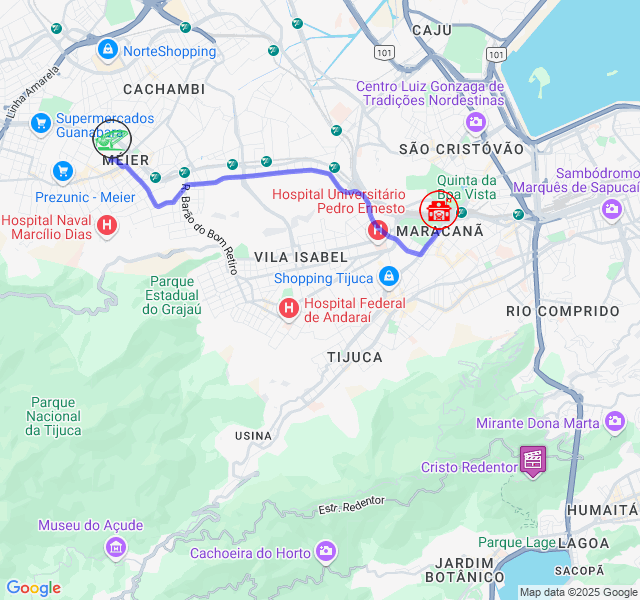 CAJU
101
101
NorteShopping
Linha Amarela
CACHAMBI
Centro Luiz Gonzaga de
Tradições Nordestinas
Supermercados
Guanabara
MEIER
SÃO CRISTÓVÃO
Prezunic - Meier
Quinta da
Boa Vista
Sambódromo
Marquês de Sapucaí
R. Barão do Bom Retiro
Hospital Universitário
Pedro Ernesto
H
Hospital Naval
Marcílio Dias
H
MARACANÃ
VILA ISABEL
Shopping Tijuca
Parque
Estadual
do Grajaú
H
Hospital Federal
de Andaraí
RIO COMPRIDO
TIJUCA
Parque
Nacional
da Tijuca
Mirante Dona Marta
USINA
Cristo Redentor
Estr. Redentor
HUMAITÁ
Museu do Açude
Cachoeira do Horto
Parque Lage
LAGOA
JARDIM
BOTÂNICO
SACOPÃ
Google
Map data ©2025 Google